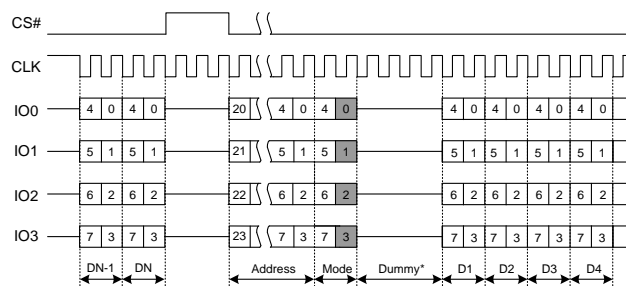 CS#
CLK
IO0 4 0 4 0 20 4 0 4 0 4 0 4 0 4 0 4 0
IO1 5 1 5 1 21 5 1 5 1 5 1 5 1 5 1 5 1
IO2 6 2 6 2 22 6 2 6 2 6 2 6 2 6 2 6 2
IO3 7 3 7 3 23 7 3 7 3 7 3 7 3 7 3 7 3
DN-1 DN Address Mode Dummy* D1 D2 D3 D4